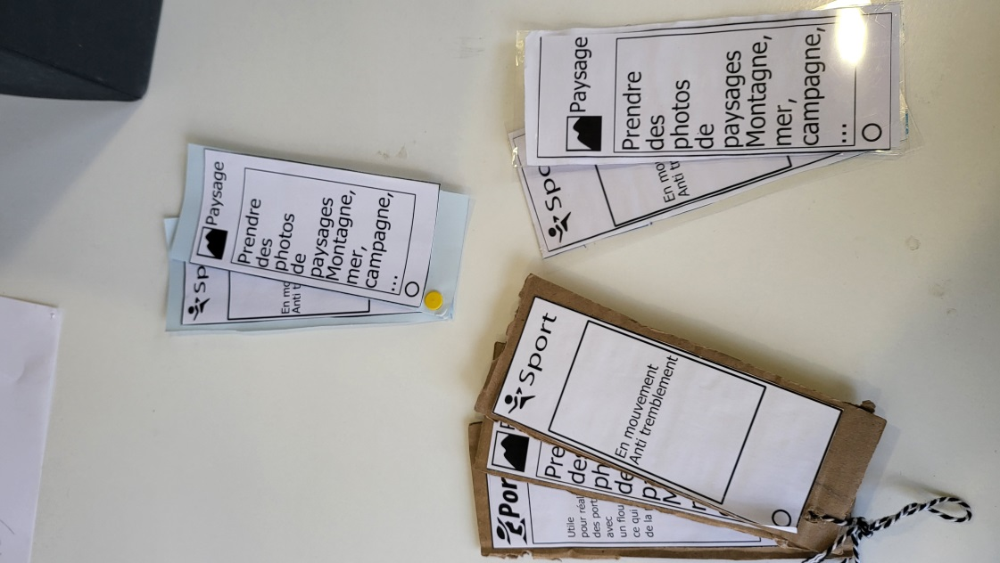 Paysage
Prendre
des
photos
de
paysages
Montagne,
mer,
campagne,
...
Sp
En mo
Anti t
Paysage
Prendre
des
photos
de
paysages
Montagne,
mer,
campagne,
...
Spo
En mo
Anti t
Sport
En mouvement
Anti tremblement
Pre
des
ph
de
p
M
Por
Utile
pour réal
des port
avec
un flou
ce qui
de la